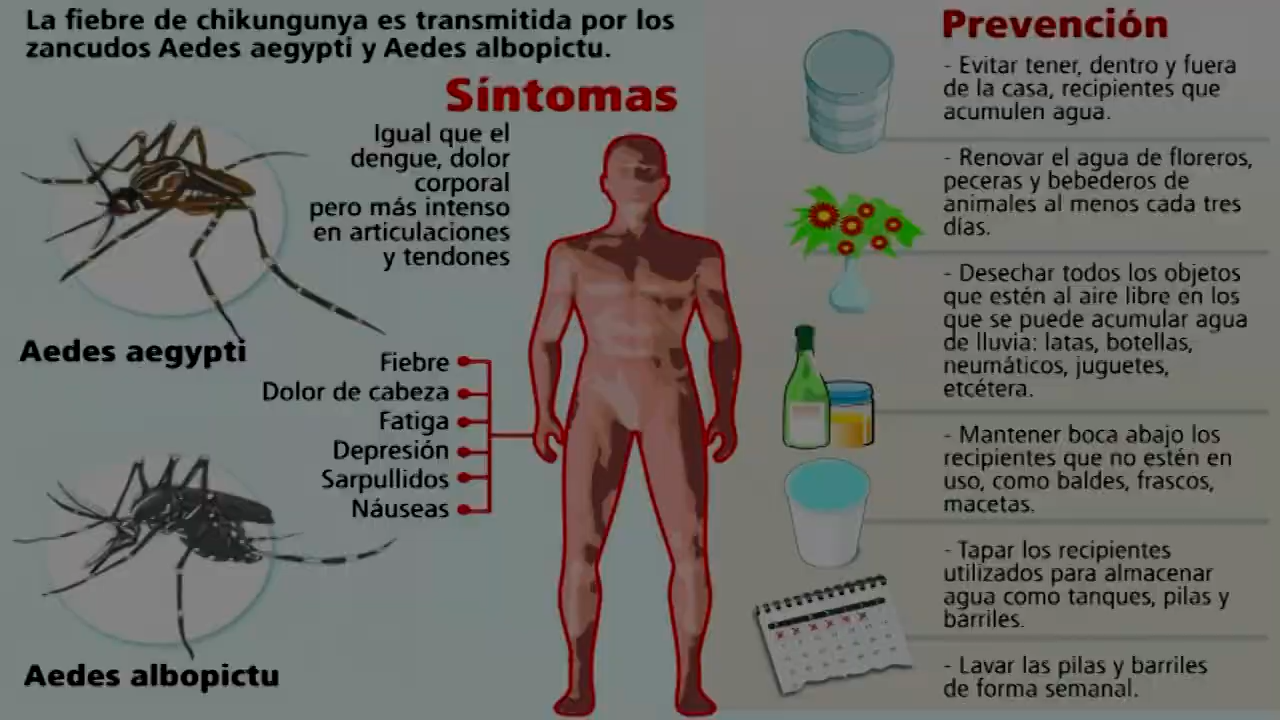 La fiebre de chikungunya es transmitida por los
zancudos Aedes aegypti y Aedes albopictu.
Síntomas
Igual que el
dengue, dolor
corporal
pero más intenso
en articulaciones
y tendones
Aedes aegypti
Fiebre
Dolor de cabeza
Fatiga
Depresión
Sarpullidos
Náuseas
Aedes albopictu
Prevención
- Evitar tener, dentro y fuera
de la casa, recipientes que
acumulen agua.
- Renovar el agua de floreros,
peceras y bebederos de
animales al menos cada tres
días.
- Desechar todos los objetos
que estén al aire libre en los
que se puede acumular agua
de lluvia: latas, botellas,
neumáticos, juguetes,
etcétera.
- Mantener boca abajo los
recipientes que no estén en
uso, como baldes, frascos,
macetas.
- Tapar los recipientes
utilizados para almacenar
agua como tanques, pilas y
barriles.
- Lavar las pilas y barriles
de forma semanal.